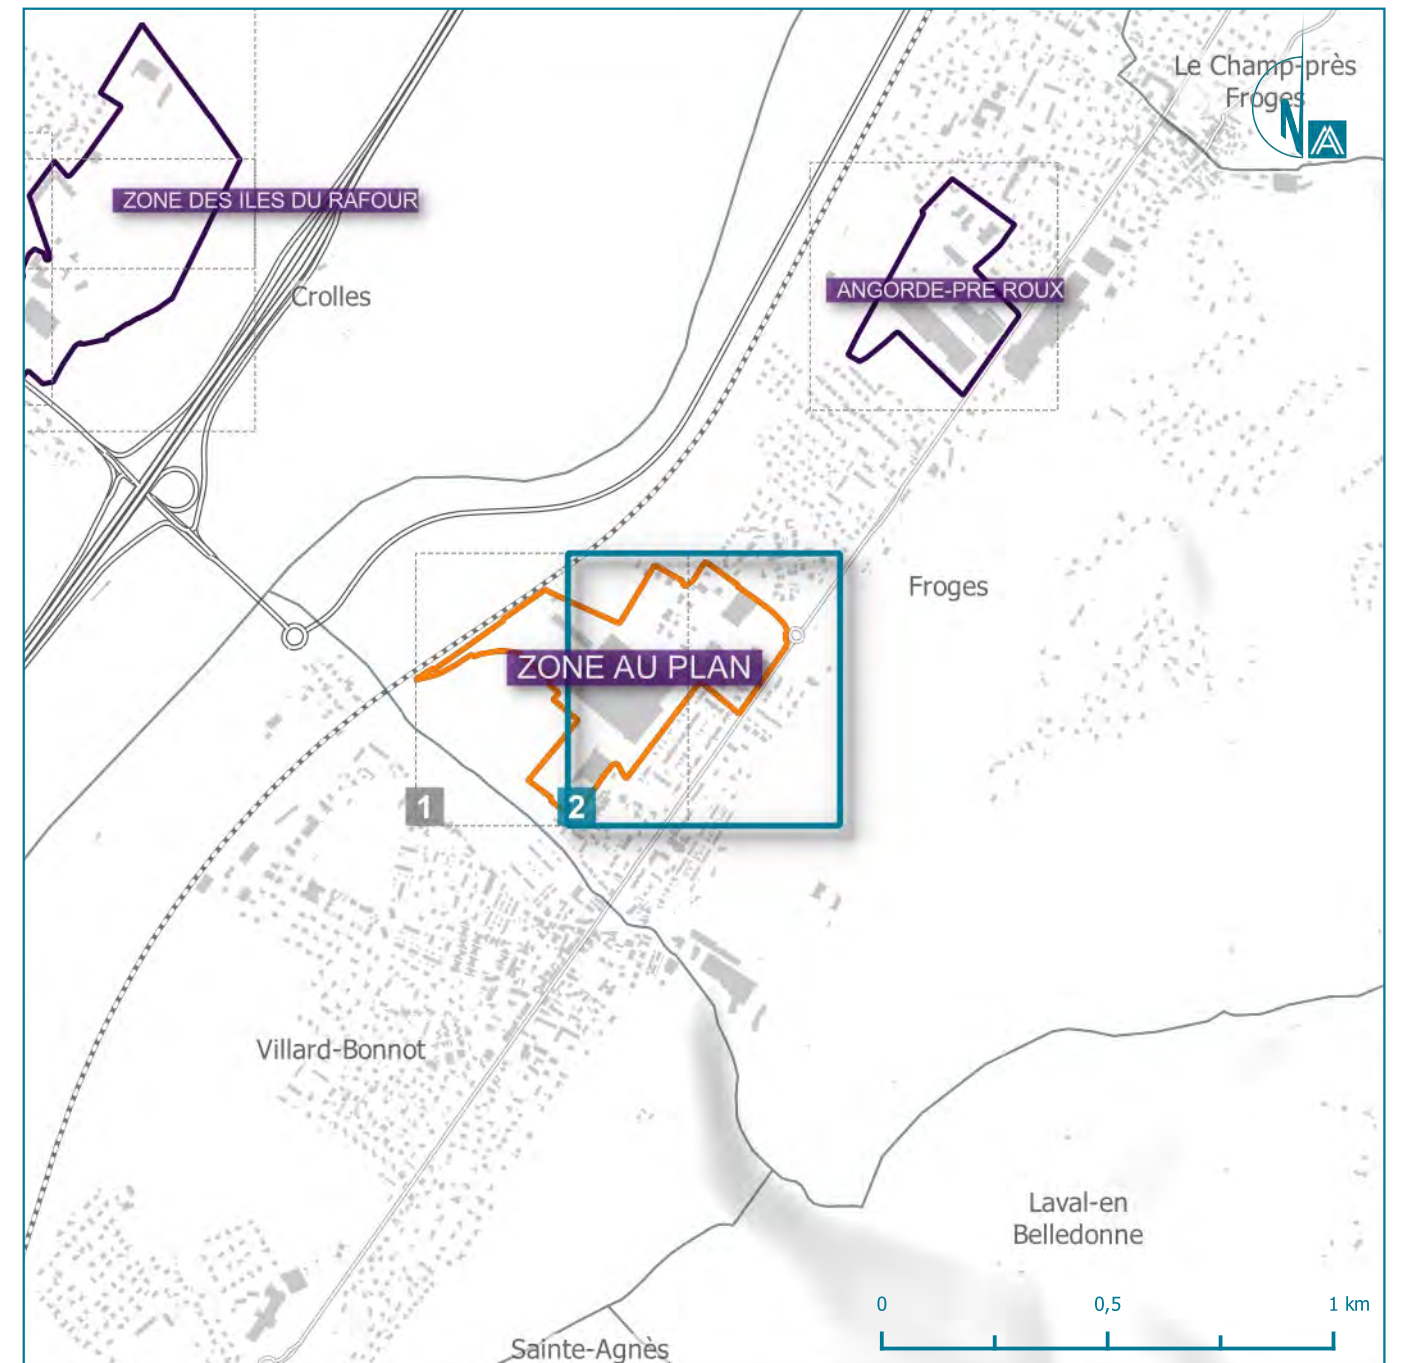 Le Champ-près
Froges
N
ZONE DES ILES DU RAFOUR
Crolles
ANGORDE-PRE ROUX
Froges
ZONE AU PLAN
1
2
Villard-Bonnot
Laval-en
Belledonne
0 0,5 1 km
Sainte-Agnès